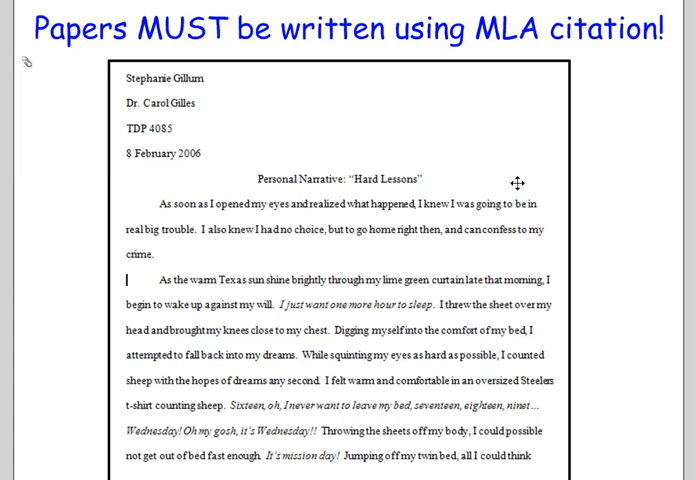 Papers MUST be written using MLA citation!
Stephanie Gillum
Dr. Carol Gilles
TDP 4085
8 February 2006
Personal Narrative: “Hard Lessons”
As soon as I opened my eyes and realized what happened, I knew I was going to be in
real big trouble. I also knew I had no choice, but to go home right then, and can confess to my
crime.
As the warm Texas sun shine brightly through my lime green curtain late that morning, I
begin to wake up against my will. I just want one more hour to sleep. I threw the sheet over my
head and brought my knees close to my chest. Digging myself into the comfort of my bed, I
attempted to fall back into my dreams. While squinting my eyes as hard as possible, I counted
sheep with the hopes of dreams any second. I felt warm and comfortable in an oversized Steelers
t-shirt counting sheep. Sixteen, oh, I never want to leave my bed, seventeen, eighteen, ninet…
Wednesday! Oh my gosh, it’s Wednesday!! Throwing the sheets off my body, I could possible
not get out of bed fast enough. It’s mission day! Jumping off my twin bed, all I could think